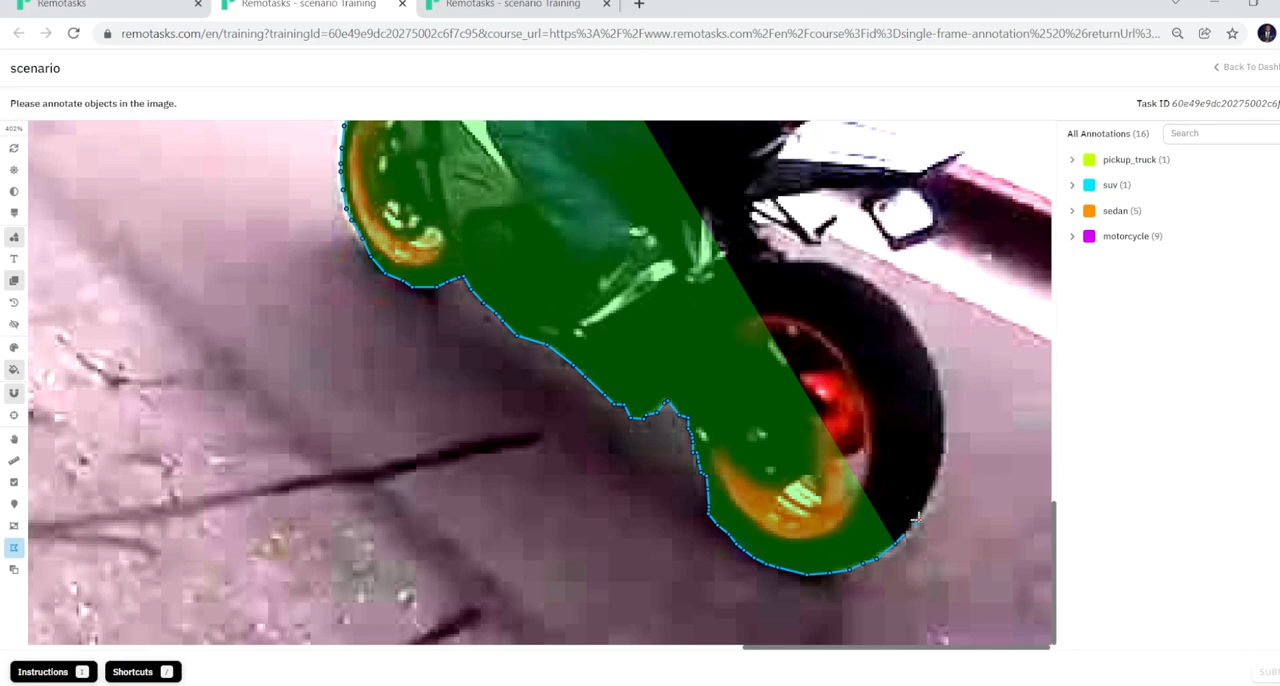 Remotasks
Remotasks - scenario Training
Remotasks - scenario Training
remotasks.com/en/training?trainingId=60e49e9dc20275002c6f7c95&course_url=https%3A%2F%2Fwww.remotasks.com%2Fen%2Fcourse%3Fid%3Dsingle-frame-annotation%2520%26returnUrl%3...
scenario
Back To Dash
Please annotate objects in the image.
Task ID 60e49e9dc20275002c6f
402%
All Annotations (16)
Search
pickup_truck (1)
suv (1)
sedan (5)
motorcycle (9)
Instructions
Shortcuts /
SUB